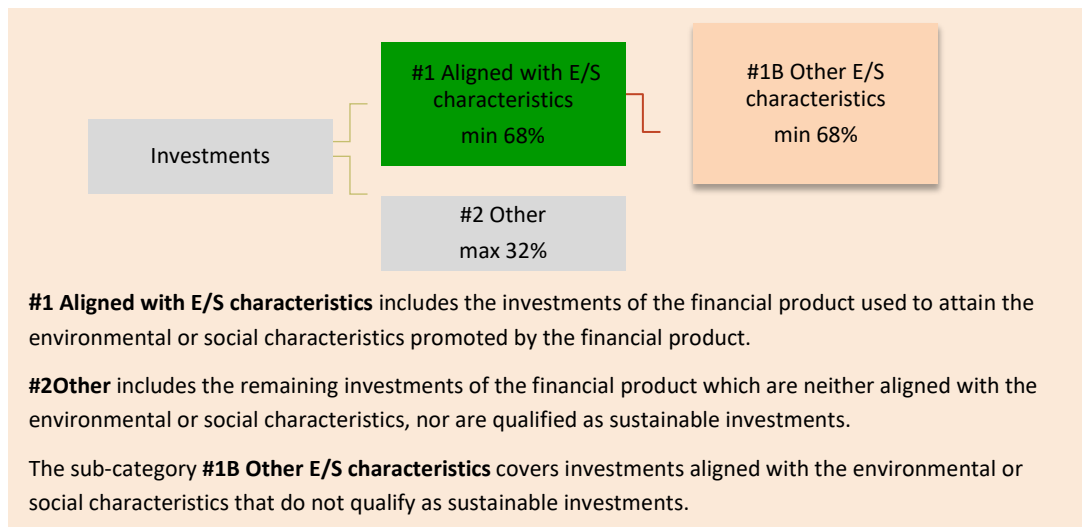 #1 Aligned with E/S
characteristics
min 68%
#1B Other E/S
characteristics
min 68%
Investments
#2 Other
max 32%
#1 Aligned with E/S characteristics includes the investments of the financial product used to attain the
environmental or social characteristics promoted by the financial product.
#2Other includes the remaining investments of the financial product which are neither aligned with the
environmental or social characteristics, nor are qualified as sustainable investments.
The sub-category #1B Other E/S characteristics covers investments aligned with the environmental or
social characteristics that do not qualify as sustainable investments.